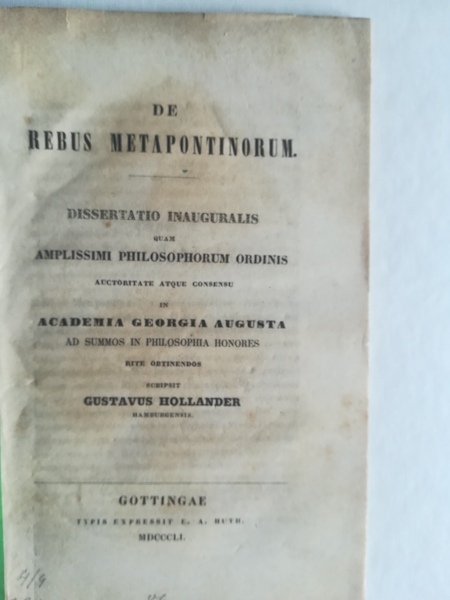 DE
REBUS METAPONTINORUM.
DISSERTATIO INAUGURALIS
QUAM
AMPLISSIMI PHILOSOPHORUM ORDINIS
AUCTORITATE ATQUE CONSENSU
IN
ACADEMIA GEORGIA AUGUSTA
AD SUMMOS IN PHILOSOPHIA HONORES
RITE OBTINENDOS
SCRIPSIT
GUSTAVUS HOLLANDER
HAMBURGENSIS.
GOTTINGAE
TYPIS EXPRESSIT E. A. HUTH.
MDCCCLI.